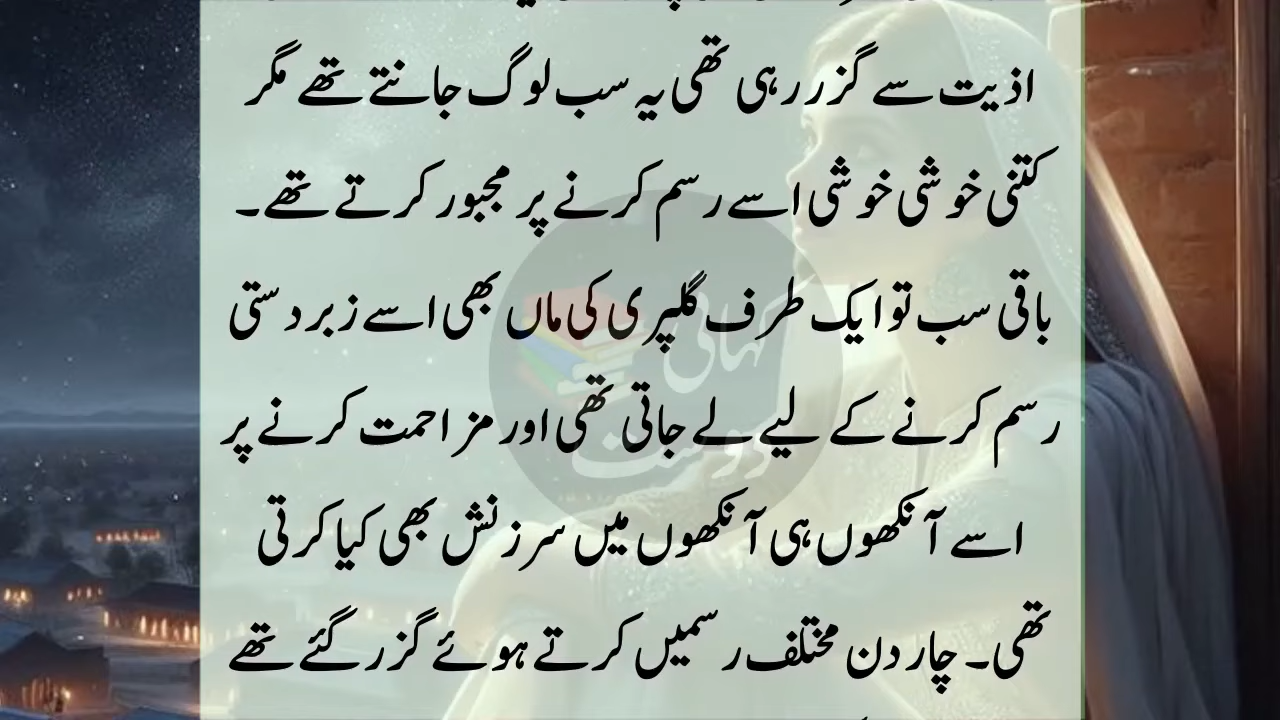 اذیت سے گزر رہی تھی یہ سب لوگ جانتے تھے مگر
کتنی خوشی خوشی اسے رسم کرنے پر مجبور کرتے تھے۔
باقی سب تو ایک طرف گلپری کی ماں بھی اسے زبردستی
رسم کرنے کے لیے لے جاتی تھی اور مزاحمت کرنے پر
اسے آنکھوں ہی آنکھوں میں سرزنش بھی کیا کرتی
تھی۔ چار دن مختلف رسمیں کرتے ہوئے گزر گئے تھے
کہانی
دوست